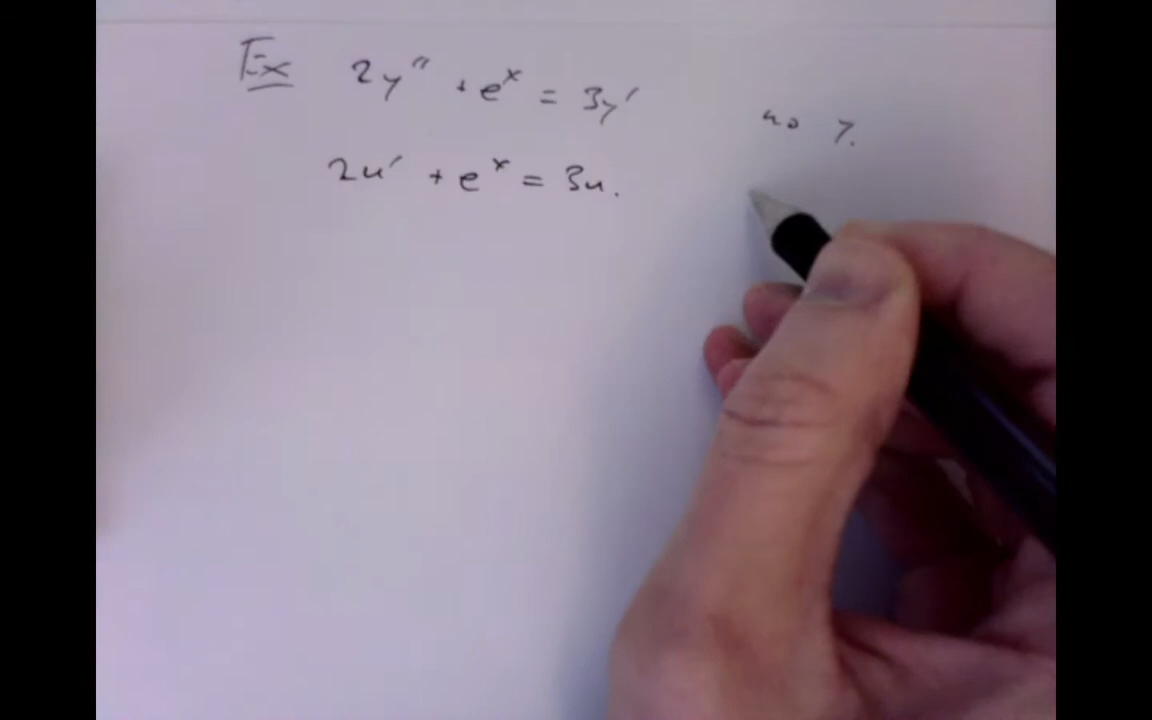 Ex 2y" + e^x = 3y'
no y.
2u' + e^x = 3u.